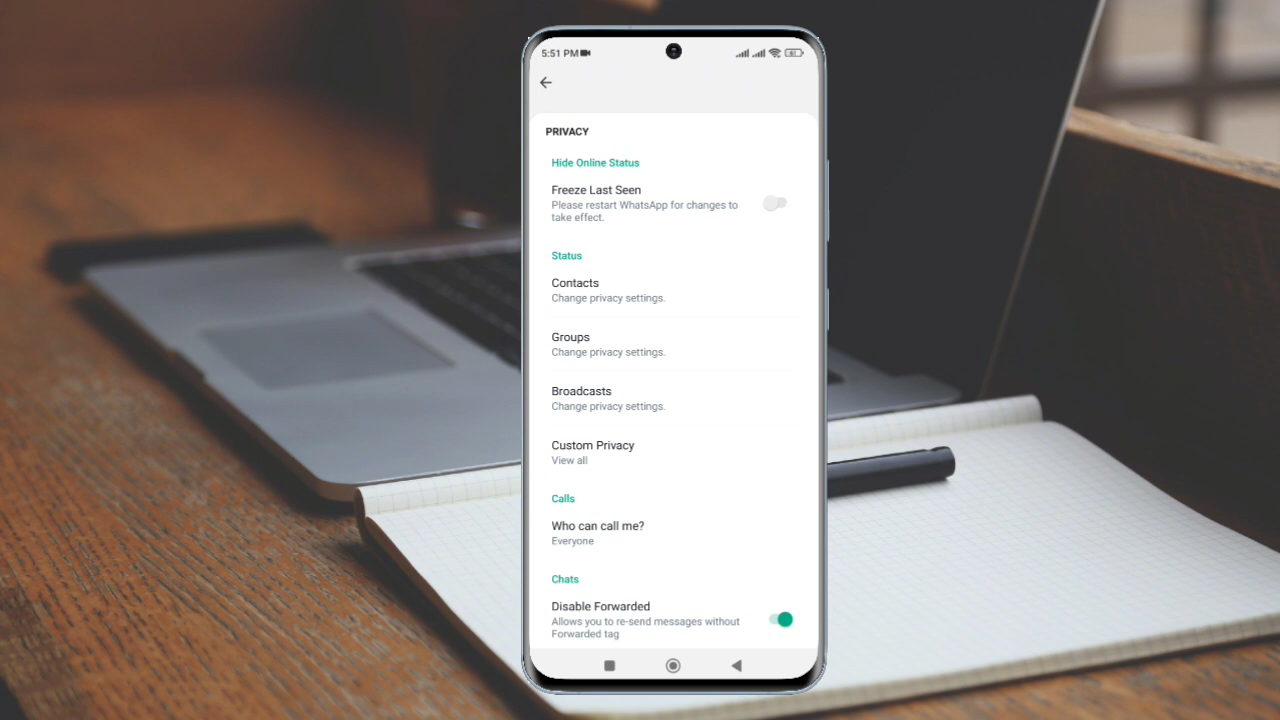 5:51 PM
61
PRIVACY
Hide Online Status
Freeze Last Seen
Please restart WhatsApp for changes to
take effect.
Status
Contacts
Change privacy settings.
Groups
Change privacy settings.
Broadcasts
Change privacy settings.
Custom Privacy
View all
Calls
Who can call me?
Everyone
Chats
Disable Forwarded
Allows you to re-send messages without
Forwarded tag